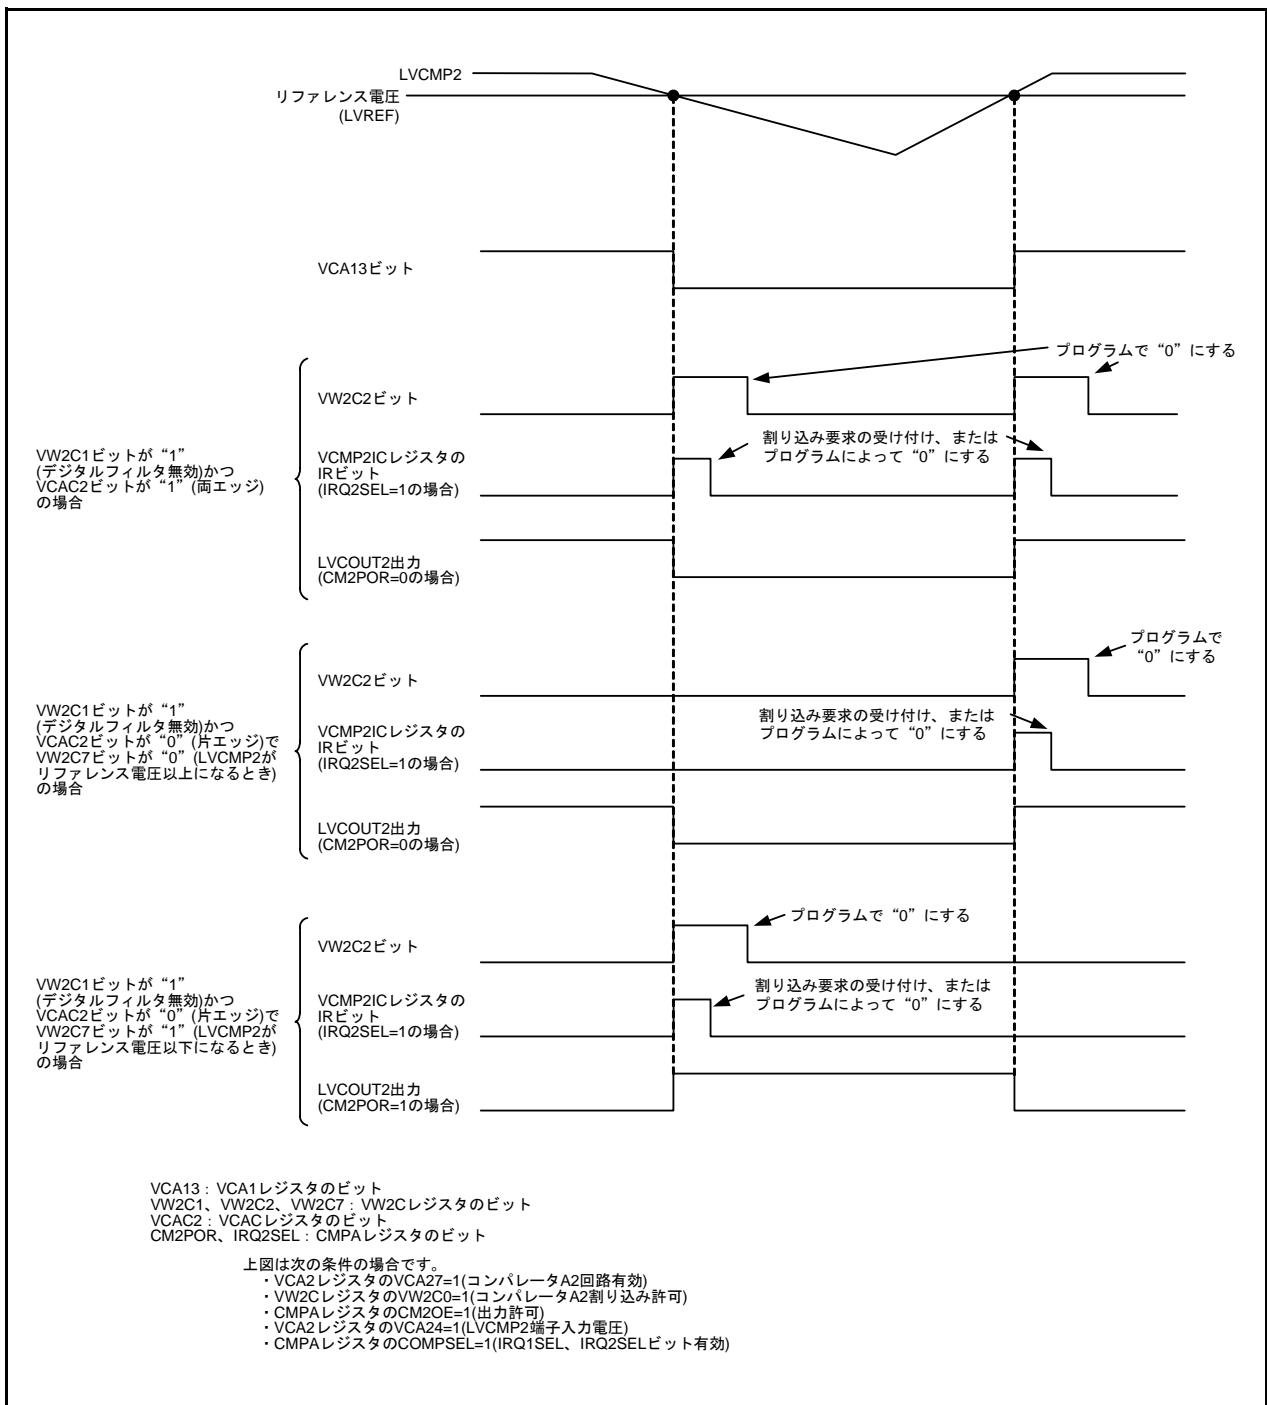 LVCMP2
リファレンス電圧
(LVREF)
VCA13ビット
プログラムで“0”にする
VW2C2ビット
VW2C1ビットが“1”
(デジタルフィルタ無効)かつ
VCAC2ビットが“1”(両エッジ)
の場合
割り込み要求の受け付け、または
プログラムによって“0”にする
VCMP2ICレジスタの
IRビット
(IRQ2SEL=1の場合)
LVCOUT2出力
(CM2POR=0の場合)
プログラムで
“0”にする
VW2C2ビット
VW2C1ビットが“1”
(デジタルフィルタ無効)かつ
VCAC2ビットが“0”(片エッジ)で
VW2C7ビットが“0”(LVCMP2が
リファレンス電圧以上になるとき)
の場合
割り込み要求の受け付け、または
プログラムによって“0”にする
VCMP2ICレジスタの
IRビット
(IRQ2SEL=1の場合)
LVCOUT2出力
(CM2POR=0の場合)
プログラムで“0”にする
VW2C2ビット
VW2C1ビットが“1”
(デジタルフィルタ無効)かつ
VCAC2ビットが“0”(片エッジ)で
VW2C7ビットが“1”(LVCMP2が
リファレンス電圧以下になるとき)
の場合
割り込み要求の受け付け、または
プログラムによって“0”にする
VCMP2ICレジスタの
IRビット
(IRQ2SEL=1の場合)
LVCOUT2出力
(CM2POR=1の場合)
VCA13：VCA1レジスタのビット
VW2C1、VW2C2、VW2C7：VW2Cレジスタのビット
VCAC2：VCACレジスタのビット
CM2POR、IRQ2SEL：CMPAレジスタのビット
上図は次の条件の場合です。
・VCA2レジスタのVCA27=1(コンパレータA2回路有効)
・VW2CレジスタのVW2C0=1(コンパレータA2割り込み許可)
・CMPAレジスタのCM2OE=1(出力許可)
・VCA2レジスタのVCA24=1(LVCMP2端子入力電圧)
・CMPAレジスタのCOMPSEL=1(IRQ1SEL、IRQ2SELビット有効)